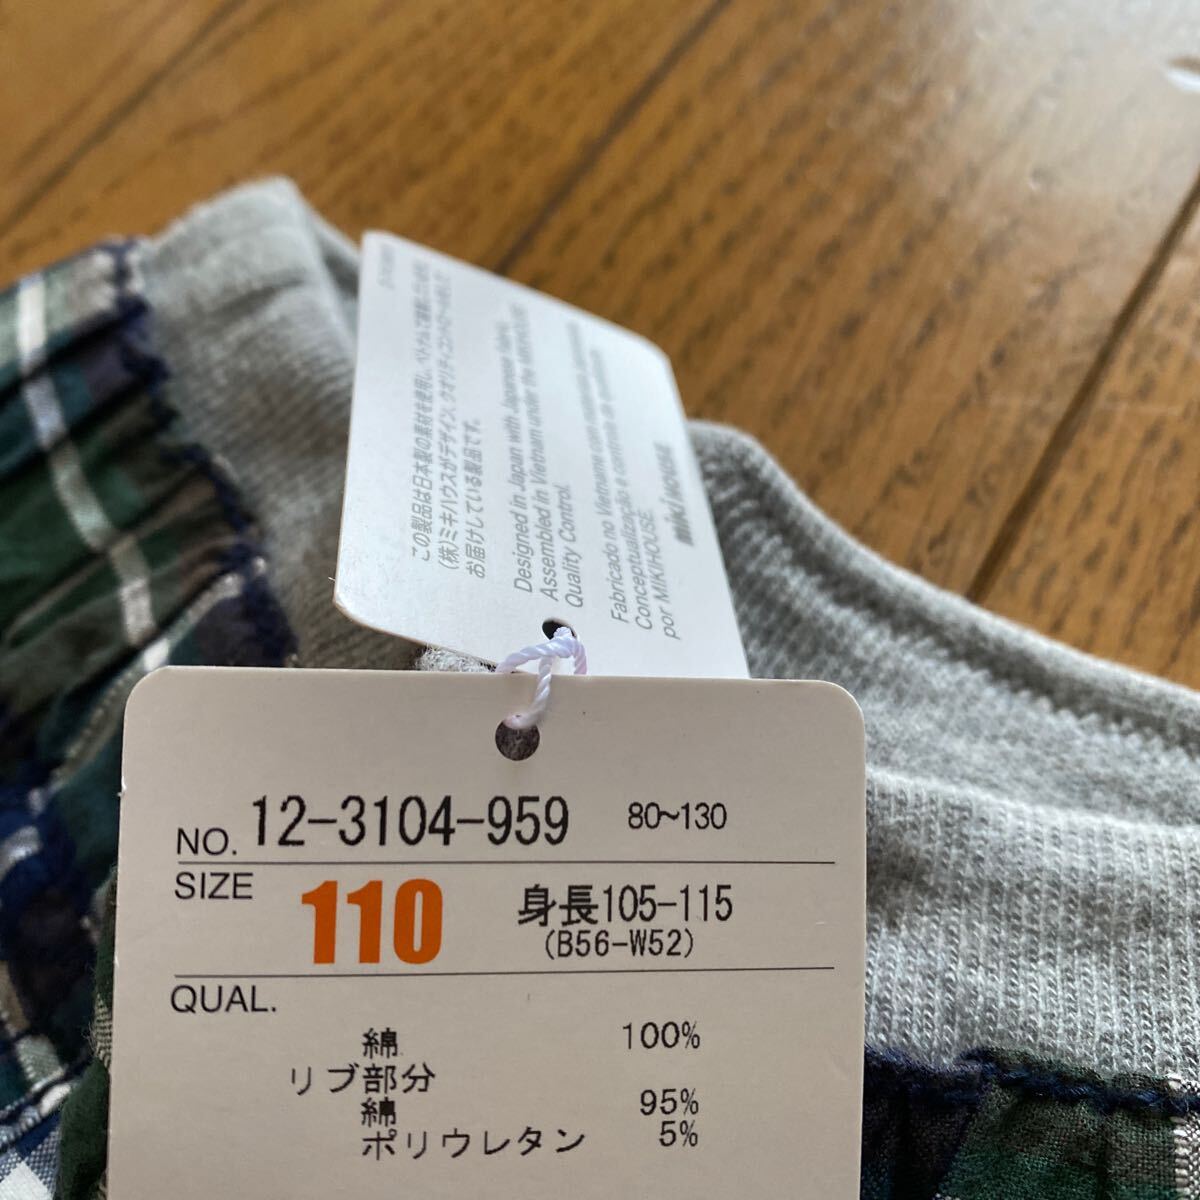 この製品は日本製の素材を使用し、ベトナムで縫製した
(株)ミキハウスがデザイン、クオリティコントロールをして
お届けしている製品です。
Designed in Japan with Japanese fabric.
Assembled in Vietnam under the MIKIHOUSE
Quality Control.
Fabricado no Vietname con materiais japoneses
Conceptualização e controle de qualidade
por MIKIHOUSE
miki HOUSE
NO. 12-3104-959 80~130
SIZE 110 身長105-115
(B56-W52)
QUAL.
綿 100%
リブ部分
綿 95%
ポリウレタン 5%